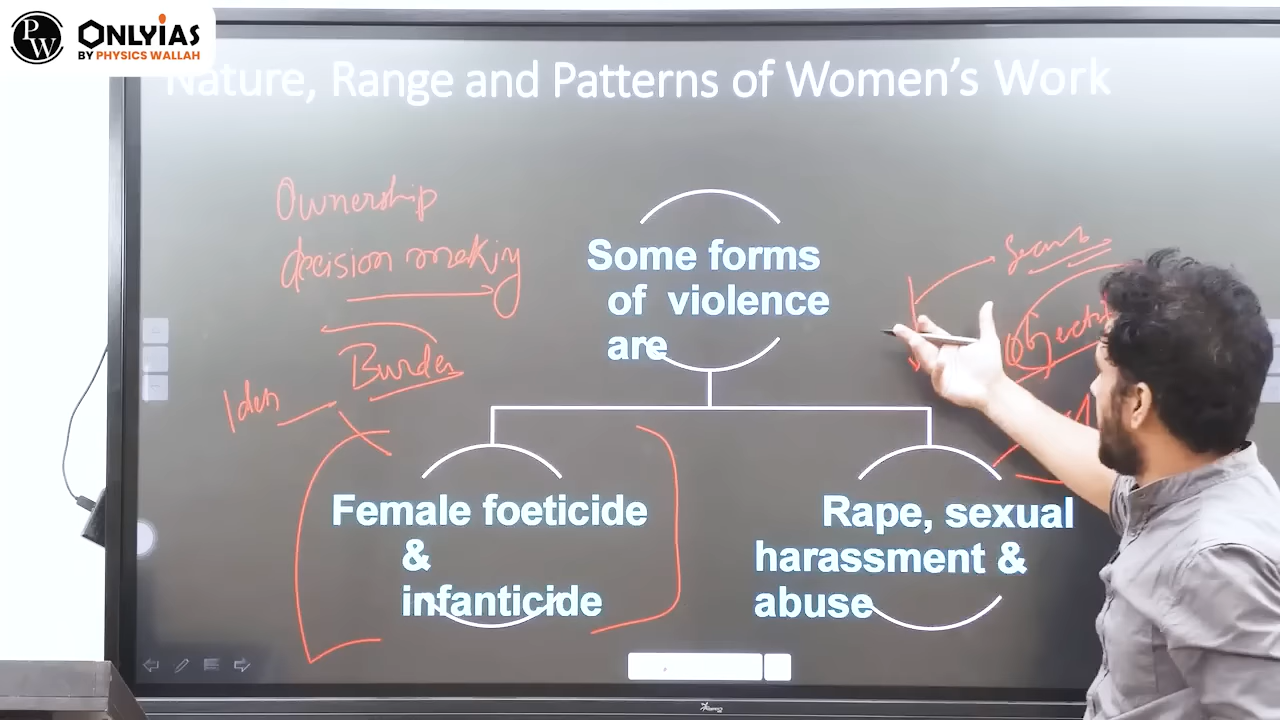 PW
ONLYIAS
BY PHYSICS WALLAH
Nature, Range and Patterns of Women's Work
Ownership
decision making
Burden
Some forms
of violence
are
Female foeticide
&
infanticide
Rape, sexual
harassment &
abuse